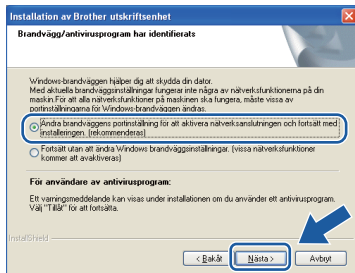 Installation av Brother utskriftsenhet
Brandvägg/antivirusprogram har identifierats
Windows-brandväggen hjälper dig att skydda din dator.
Med aktuella brandväggsinställningar fungerar inte några av nätverksfunktionerna på din
maskin. För att alla nätverksfunktioner på maskinen ska fungera, måste vissa av
portinställningarna för Windows-brandväggen ändras.
Ändra brandväggens portinställning för att aktivera nätverksanslutningen och fortsätt med
installeringen. (rekommenderas)
Fortsätt utan att ändra Windows brandväggsinställningar. (vissa nätverksfunktioner
kommer att avaktiveras)
För användare av antivirusprogram:
Ett varningsmeddelande kan visas under installationen om du använder ett antivirusprogram.
Välj "Tillåt" för att fortsätta.
InstallShield
< Bakåt
Nästa >
Avbryt